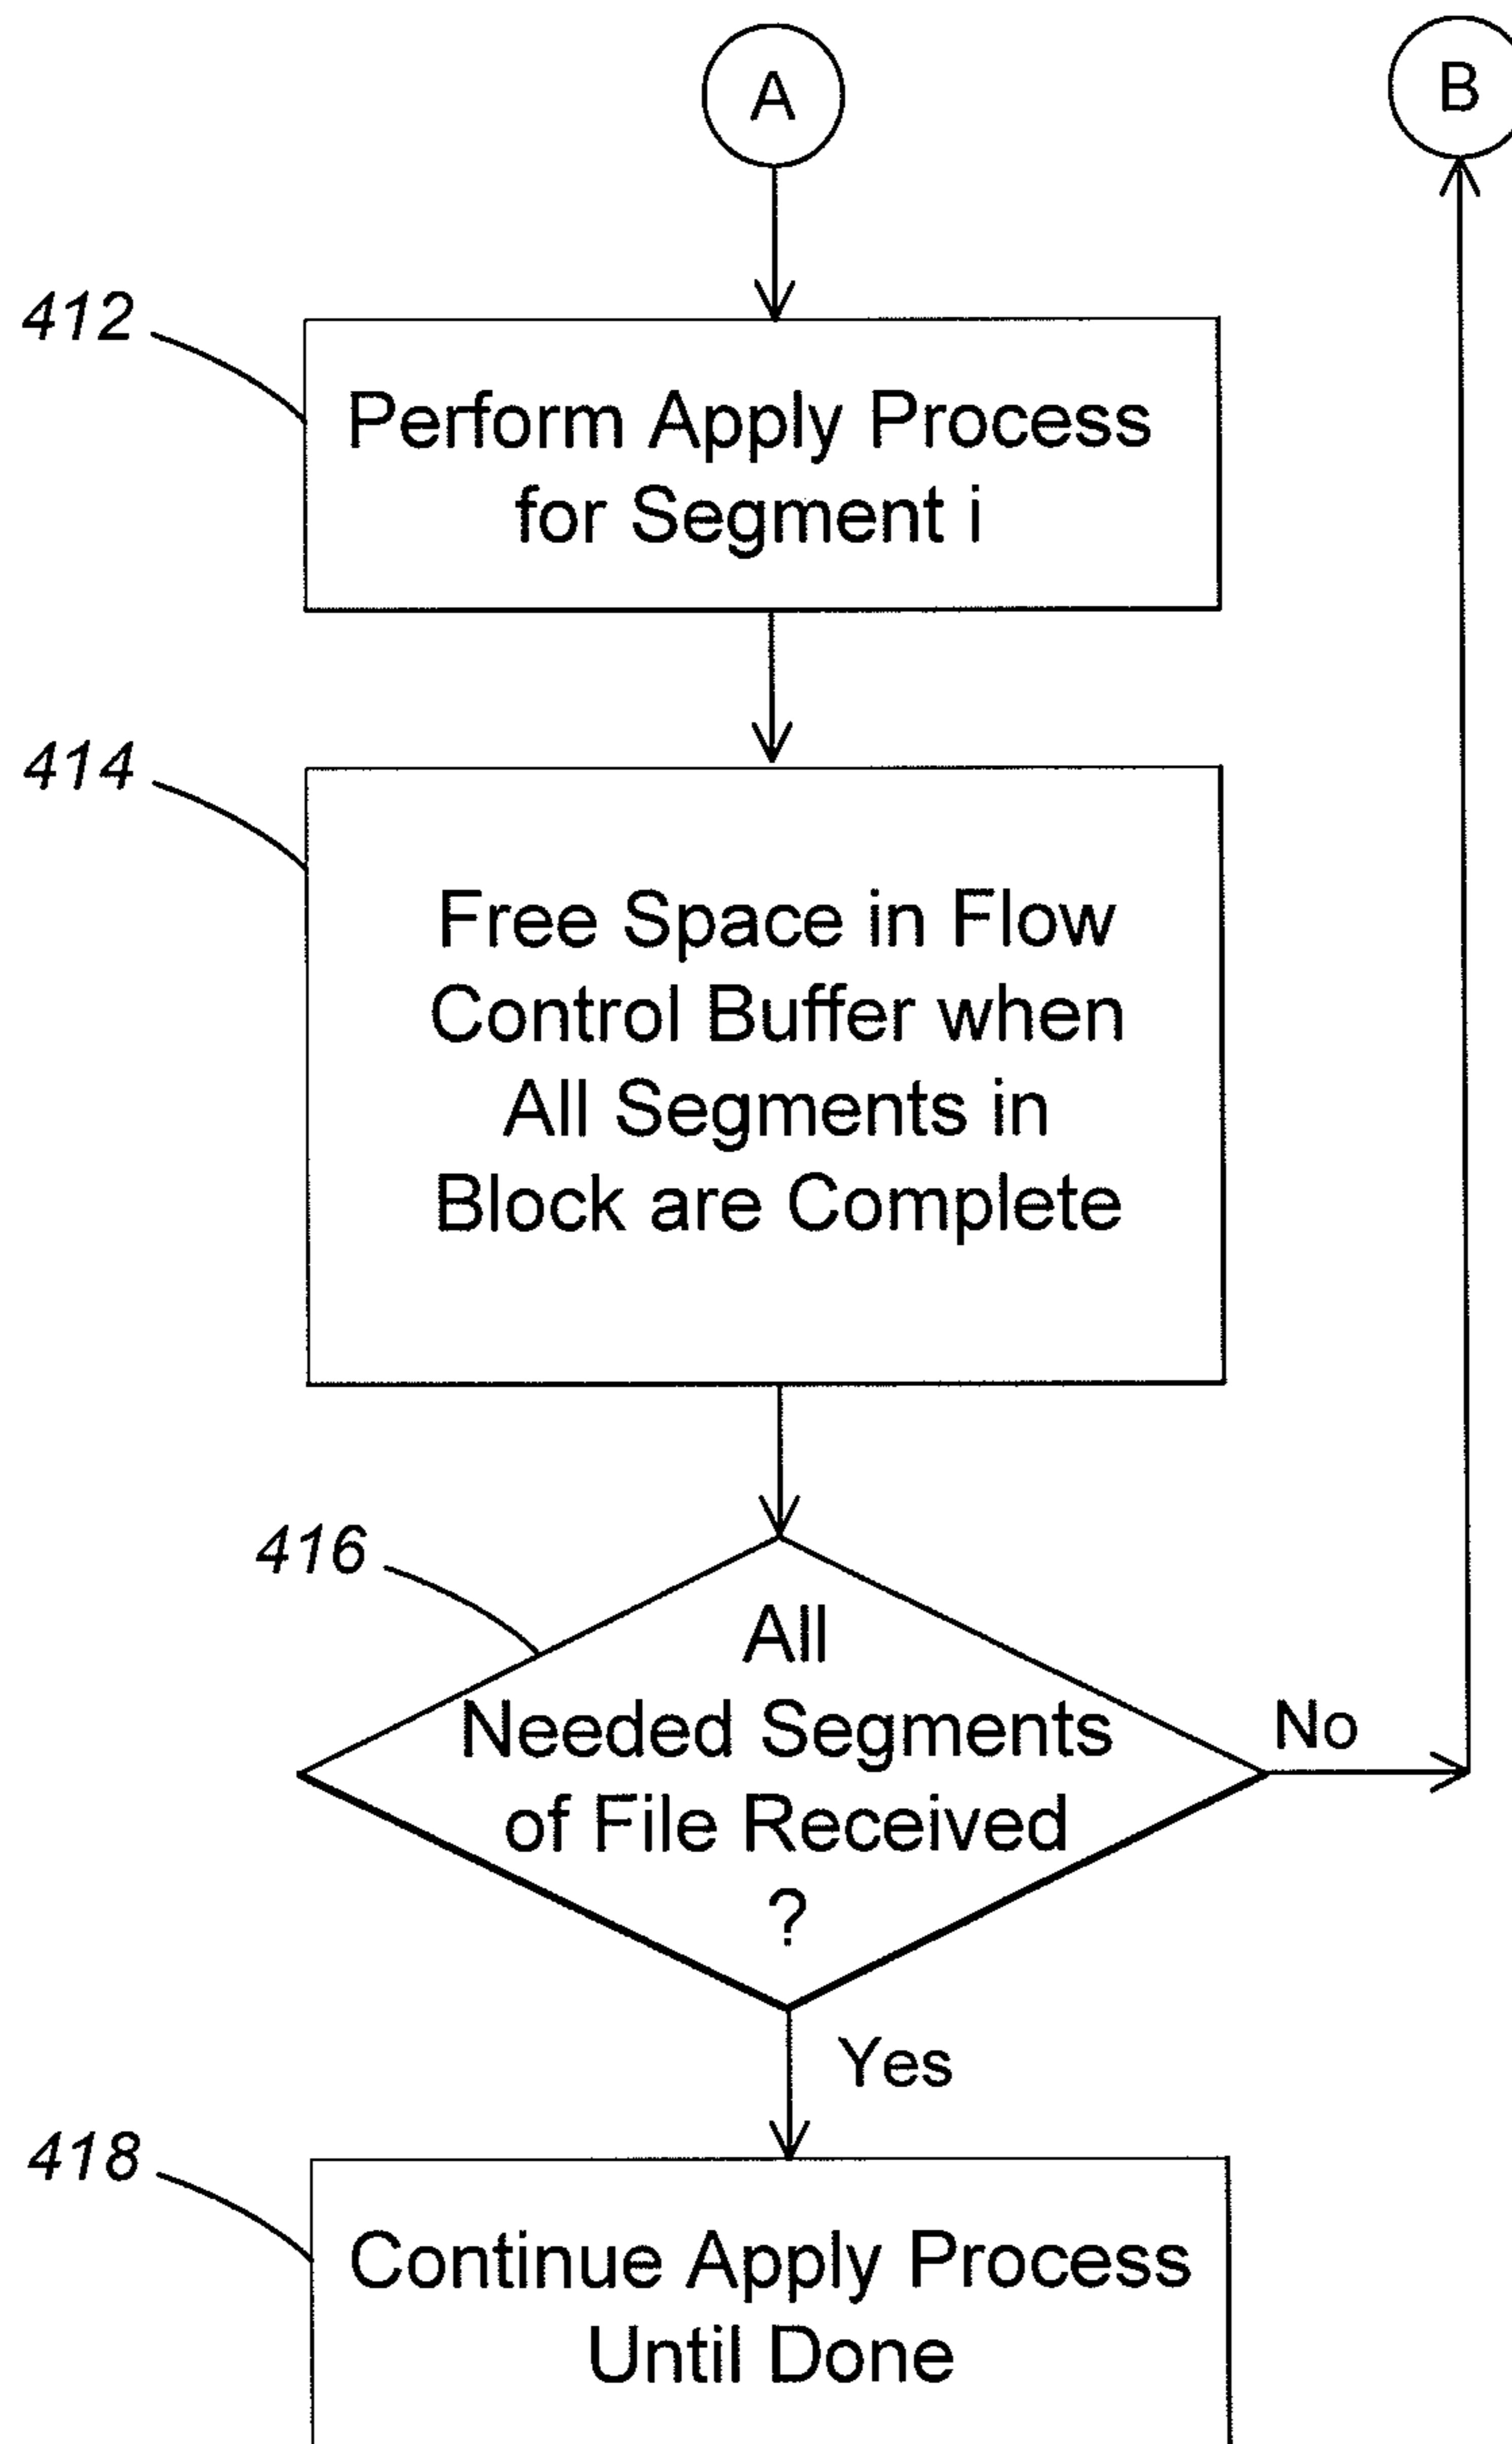 A
B
412
Perform Apply Process
for Segment i
414
Free Space in Flow
Control Buffer when
All Segments in
Block are Complete
416
All
Needed Segments
of File Received
?
No
Yes
418
Continue Apply Process
Until Done